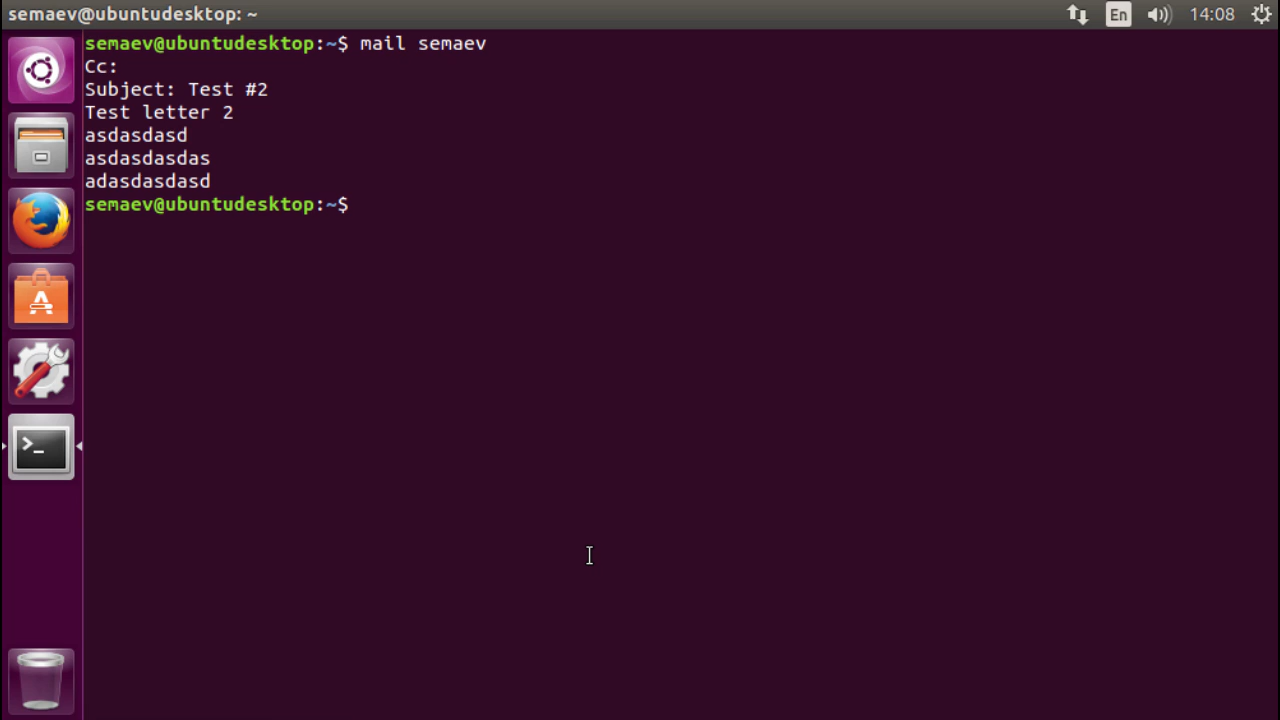 semaev@ubuntudesktop: ~
En
14:08
semaev@ubuntudesktop:~$ mail semaev
Cc:
Subject: Test #2
Test letter 2
asdasdasd
asdasdasdas
adasdasdasd
semaev@ubuntudesktop:~$